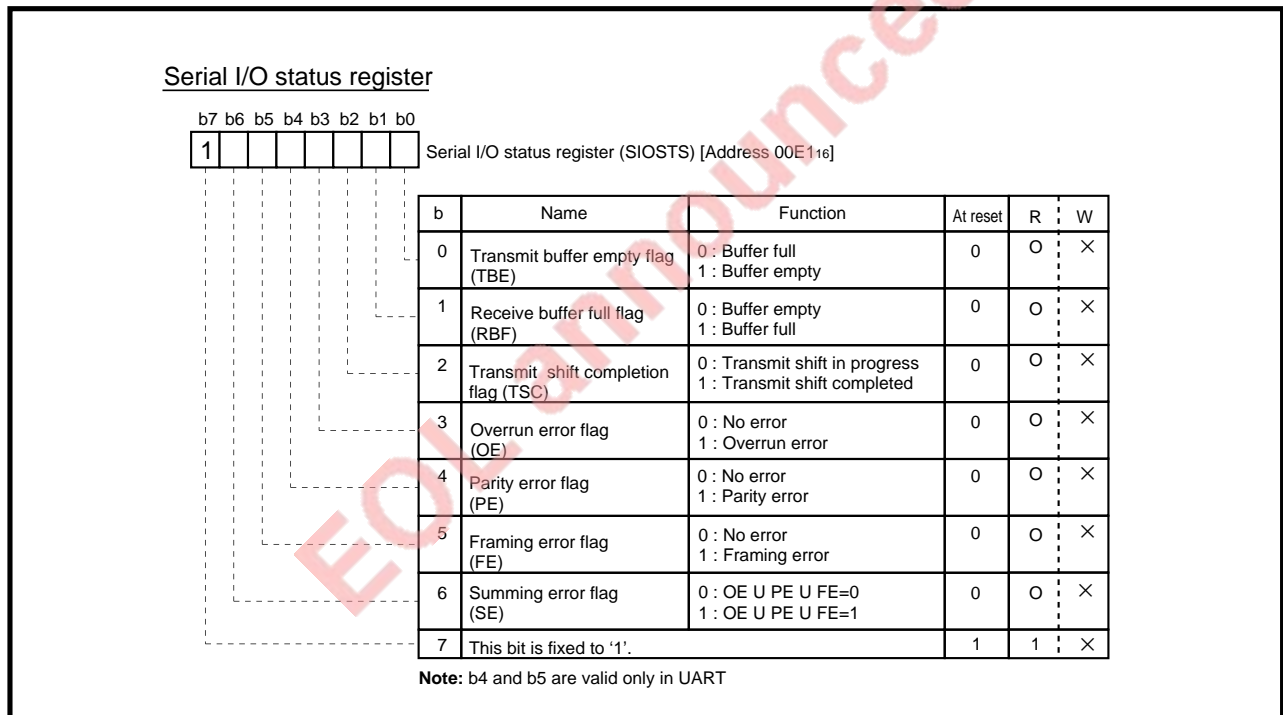 Serial I/O status register
b7 b6 b5 b4 b3 b2 b1 b0
1 Serial I/O status register (SIOSTS) [Address 00E116]
b Name Function At reset R W
0 Transmit buffer empty flag (TBE) 0 : Buffer full 0 O ×
1 : Buffer empty
1 Receive buffer full flag (RBF) 0 : Buffer empty 0 O ×
1 : Buffer full
2 Transmit shift completion flag (TSC) 0 : Transmit shift in progress 0 O ×
1 : Transmit shift completed
3 Overrun error flag (OE) 0 : No error 0 O ×
1 : Overrun error
4 Parity error flag (PE) 0 : No error 0 O ×
1 : Parity error
5 Framing error flag (FE) 0 : No error 0 O ×
1 : Framing error
6 Summing error flag (SE) 0 : OE U PE U FE=0 0 O ×
1 : OE U PE U FE=1
7 This bit is fixed to ‘1’. 1 1 ×
Note: b4 and b5 are valid only in UART
EOL announced